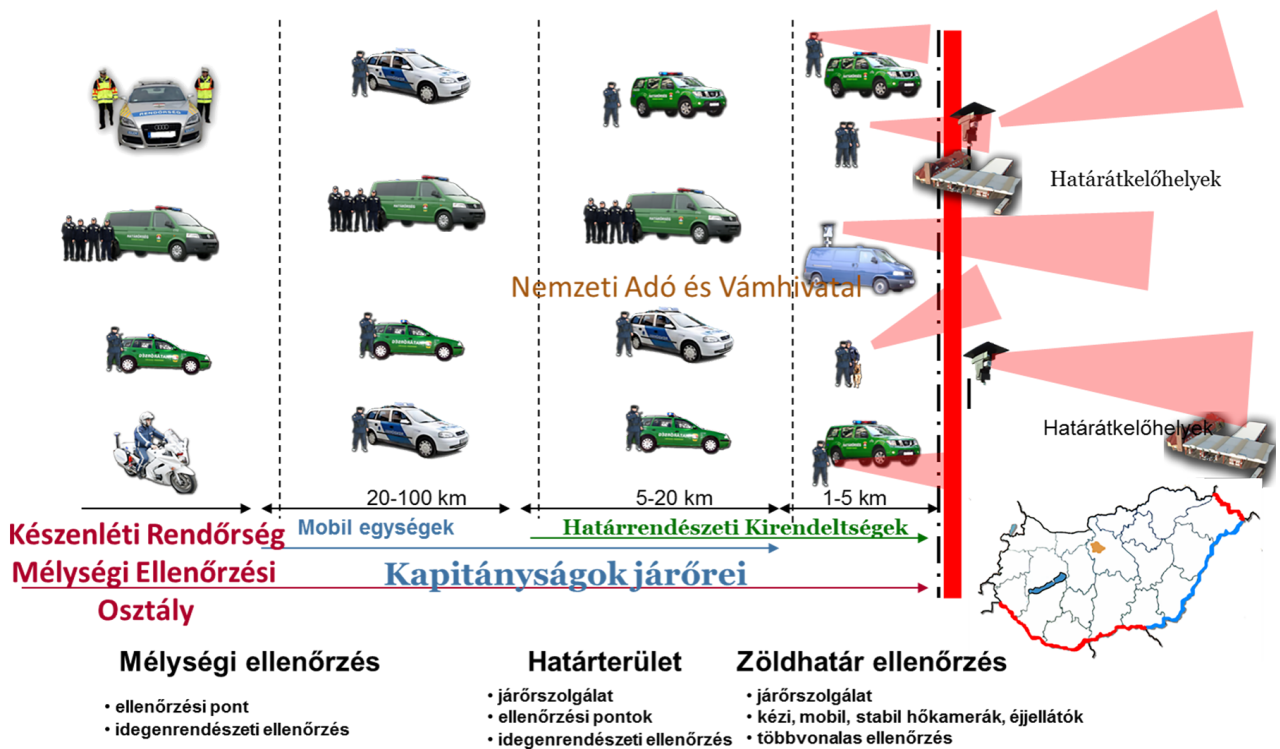 Határátkelőhelyek
Nemzeti Adó és Vámhivatal
Határátkelőhelyek
20-100 km
5-20 km
1-5 km
Készenléti Rendőrség
Mélységi Ellenőrzési
Osztály
Mobil egységek
Határrendészeti Kirendeltségek
Kapitányságok járőrei
Mélységi ellenőrzés
• ellenőrzési pont
• idegenrendészeti ellenőrzés
Határterület
• járőrszolgálat
• ellenőrzési pontok
• idegenrendészeti ellenőrzés
Zöldhatár ellenőrzés
• járőrszolgálat
• kézi, mobil, stabil hőkamerák, éjjellátók
• többvonalas ellenőrzés
RENDŐRSÉG